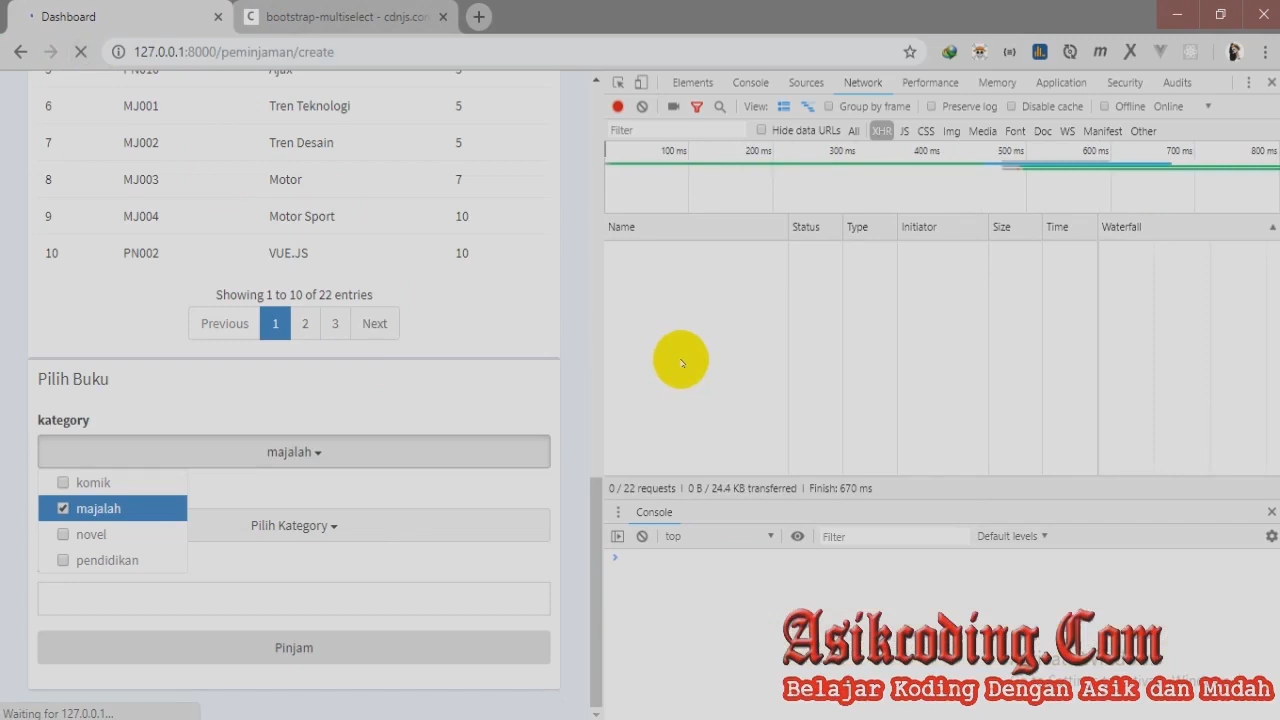 Dashboard
bootstrap-multiselect - cdnjs.com
127.0.0.1:8000/peminjaman/create
6 MJ001 Tren Teknologi 5
7 MJ002 Tren Desain 5
8 MJ003 Motor 7
9 MJ004 Motor Sport 10
10 PN002 VUE.JS 10
Showing 1 to 10 of 22 entries
Previous 1 2 3 Next
Pilih Buku
kategory
majalah
komik
majalah
novel
pendidikan
Pilih Kategory
Pinjam
Waiting for 127.0.0.1...
Elements Console Sources Network Performance Memory Application Security Audits
View: Group by frame Preserve log Disable cache Offline Online
Filter Hide data URLs All XHR JS CSS Img Media Font Doc WS Manifest Other
100 ms 200 ms 300 ms 400 ms 500 ms 600 ms 700 ms 800 ms
Name Status Type Initiator Size Time Waterfall
0 / 22 requests | 0 B / 24.4 KB transferred | Finish: 670 ms
Console
top Filter Default levels
Asikcoding.Com
Belajar Koding Dengan Asik dan Mudah